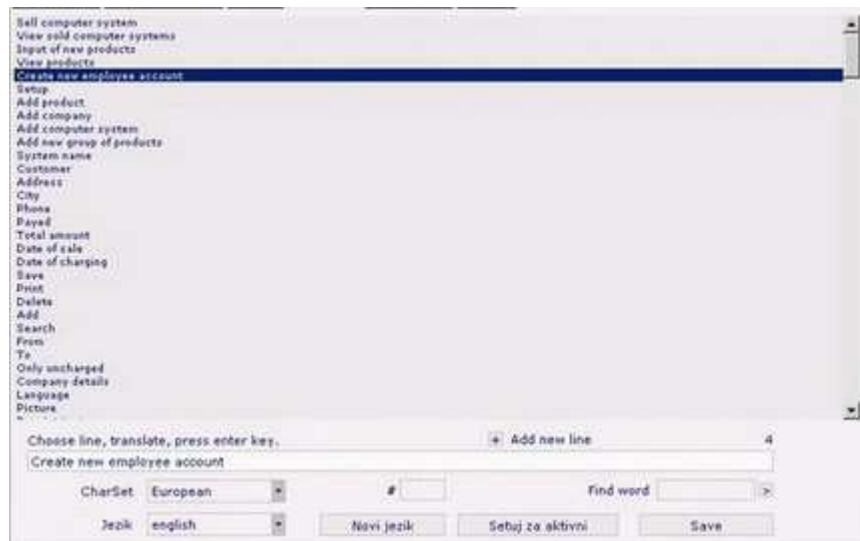 Sell computer system
View sold computer systems
Input of new products
View products
Create new employee account
Setup
Add product
Add company
Add computer system
Add new group of products
System name
Customer
Address
City
Phone
Payed
Total amount
Date of sale
Date of charging
Save
Print
Delete
Add
Search
From
To
Only uncharged
Company details
Language
Picture
Choose line, translate, press enter key.
+ Add new line
4
Create new employee account
CharSet European # Find word >
Jezik english Novi jezik Setuj za aktivni Save